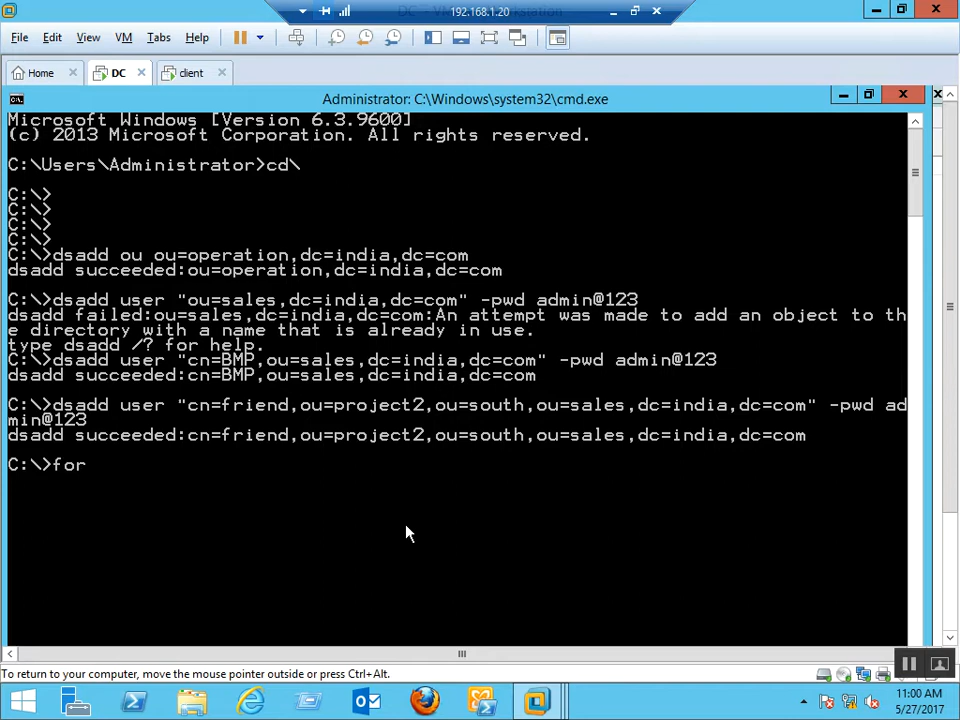 192.168.1.20
File Edit View VM Tabs Help
Home DC client
Administrator: C:\Windows\system32\cmd.exe
Microsoft Windows [Version 6.3.9600]
(c) 2013 Microsoft Corporation. All rights reserved.
C:\Users\Administrator>cd\
C:\>
C:\>
C:\>
C:\>
C:\>dsadd ou ou=operation,dc=india,dc=com
dsadd succeeded:ou=operation,dc=india,dc=com
C:\>dsadd user "ou=sales,dc=india,dc=com" -pwd admin@123
dsadd failed:ou=sales,dc=india,dc=com:An attempt was made to add an object to th
e directory with a name that is already in use.
type dsadd /? for help.
C:\>dsadd user "cn=BMP,ou=sales,dc=india,dc=com" -pwd admin@123
dsadd succeeded:cn=BMP,ou=sales,dc=india,dc=com
C:\>dsadd user "cn=friend,ou=project2,ou=south,ou=sales,dc=india,dc=com" -pwd ad
min@123
dsadd succeeded:cn=friend,ou=project2,ou=south,ou=sales,dc=india,dc=com
C:\>for
To return to your computer, move the mouse pointer outside or press Ctrl+Alt.
11:00 AM
5/27/2017